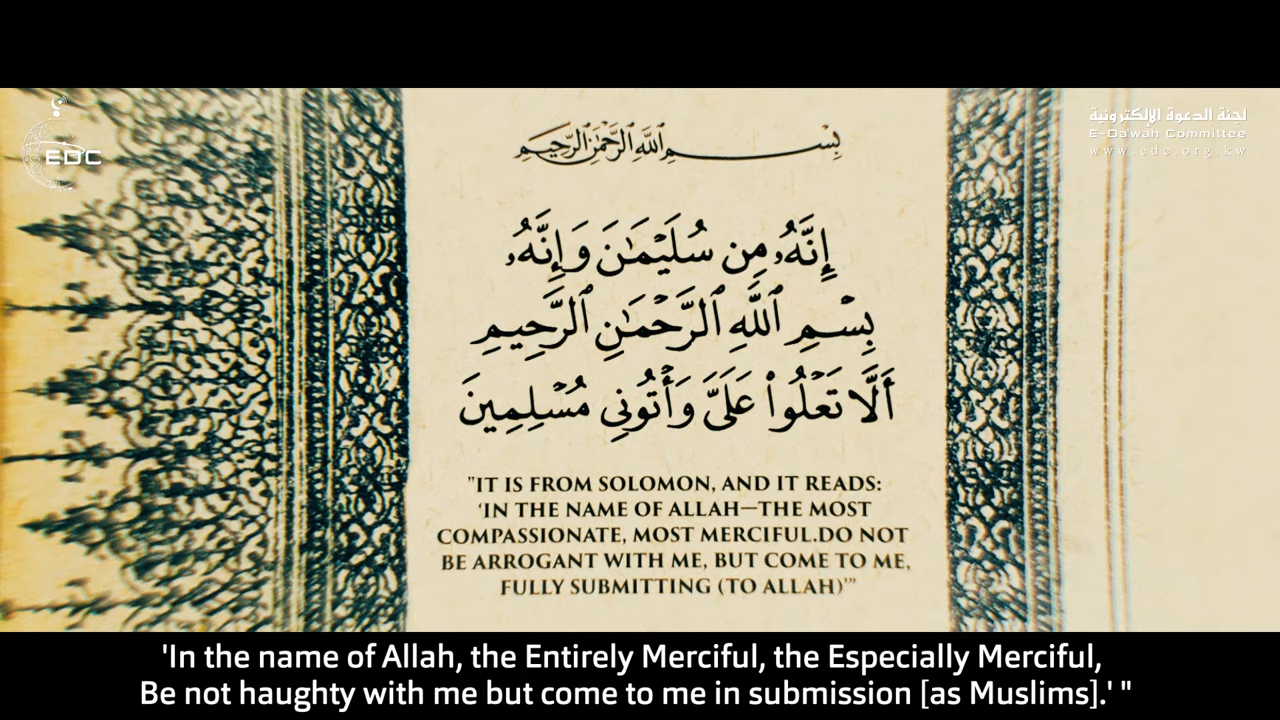 EDC
لجنة الدعوة الإلكترونية
E-Da'wah Committee
www.edc.org.kw
بِسْمِ ٱللَّهِ ٱلرَّحْمَٰنِ ٱلرَّحِيمِ
إِنَّهُۥ مِن سُلَيْمَٰنَ وَإِنَّهُۥ
بِسْمِ ٱللَّهِ ٱلرَّحْمَٰنِ ٱلرَّحِيمِ
أَلَّا تَعْلُوا۟ عَلَىَّ وَأْتُونِى مُسْلِمِينَ
"IT IS FROM SOLOMON, AND IT READS:
‘IN THE NAME OF ALLAH—THE MOST
COMPASSIONATE, MOST MERCIFUL.DO NOT
BE ARROGANT WITH ME, BUT COME TO ME,
FULLY SUBMITTING (TO ALLAH)’”
'In the name of Allah, the Entirely Merciful, the Especially Merciful,
Be not haughty with me but come to me in submission [as Muslims].' "